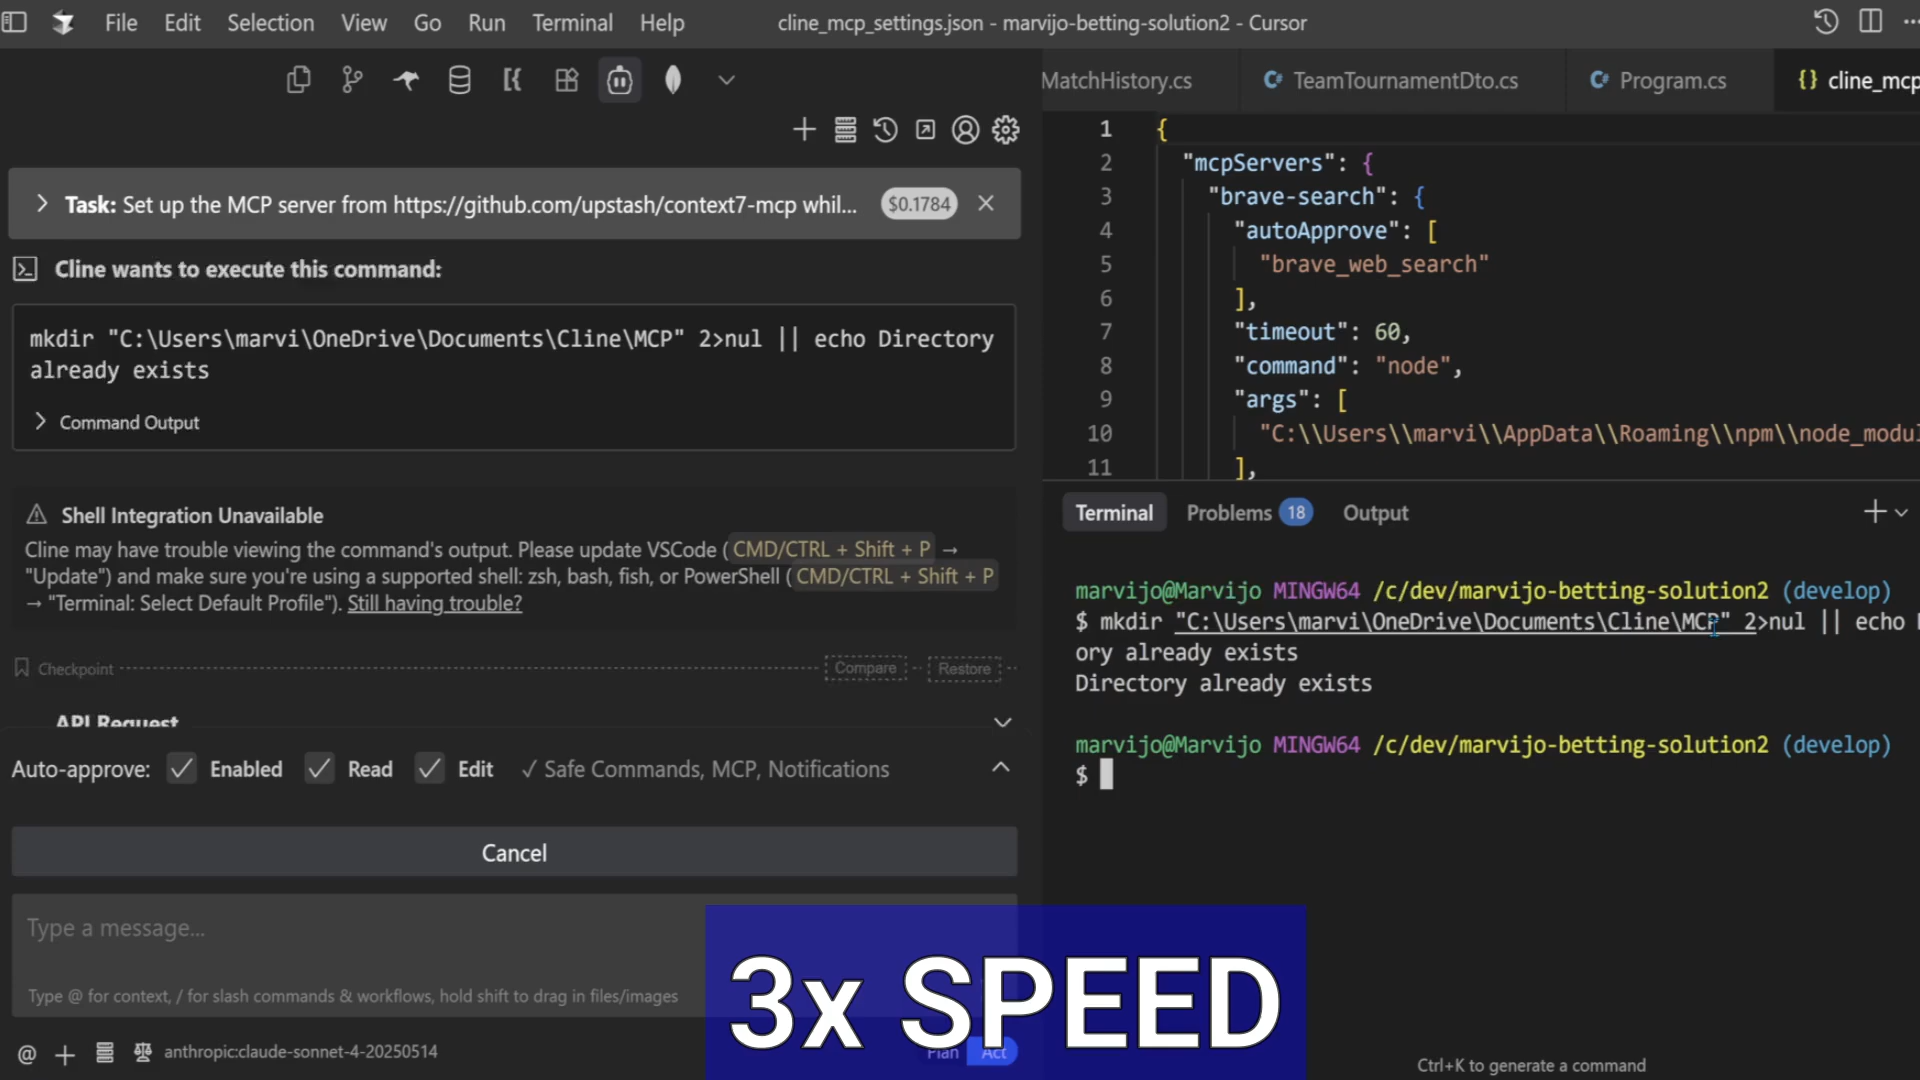 File Edit Selection View Go Run Terminal Help
cline_mcp_settings.json - marvijo-betting-solution2 - Cursor
MatchHistory.cs
TeamTournamentDto.cs
Program.cs
{} cline_mcp
Task: Set up the MCP server from https://github.com/upstash/context7-mcp whil...
$0.1784
Cline wants to execute this command:
mkdir "C:\Users\marvi\OneDrive\Documents\Cline\MCP" 2>nul || echo Directory
already exists
Command Output
Shell Integration Unavailable
Cline may have trouble viewing the command's output. Please update VSCode ( CMD/CTRL + Shift + P →
"Update") and make sure you're using a supported shell: zsh, bash, fish, or PowerShell ( CMD/CTRL + Shift + P
→ "Terminal: Select Default Profile"). Still having trouble?
Checkpoint
Compare
Restore
API Request
Auto-approve: Enabled Read Edit ✓ Safe Commands, MCP, Notifications
Cancel
Type a message...
Type @ for context, / for slash commands & workflows, hold shift to drag in files/images
@ + anthropic:claude-sonnet-4-20250514
Plan Act
1 {
2 "mcpServers": {
3 "brave-search": {
4 "autoApprove": [
5 "brave_web_search"
6 ],
7 "timeout": 60,
8 "command": "node",
9 "args": [
10 "C:\\Users\\marvi\\AppData\\Roaming\\npm\\node_modul
11 ],
Terminal Problems 18 Output
marvijo@Marvijo MINGW64 /c/dev/marvijo-betting-solution2 (develop)
$ mkdir "C:\Users\marvi\OneDrive\Documents\Cline\MCP" 2>nul || echo
ory already exists
Directory already exists
marvijo@Marvijo MINGW64 /c/dev/marvijo-betting-solution2 (develop)
$
Ctrl+K to generate a command
3x SPEED